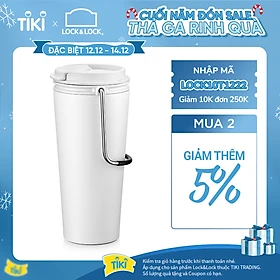 TIKI
LOCK&LOCK
CUỐI NĂM ĐÓN SALE
THẢ GA RINH QUÀ
ĐẶC BIỆT 12.12 - 14.12
NHẬP MÃ
LOCK10T1222
Giảm 10K đơn 250K
MUA 2
GIẢM THÊM
5%
TIKI
Kiểm tra giỏ hàng trước khi thanh toán nhé.
Áp dụng cho sản phẩm Lock&Lock thuộc TIKI TRADING.
Số lượng quà tặng và Coupon có hạn.